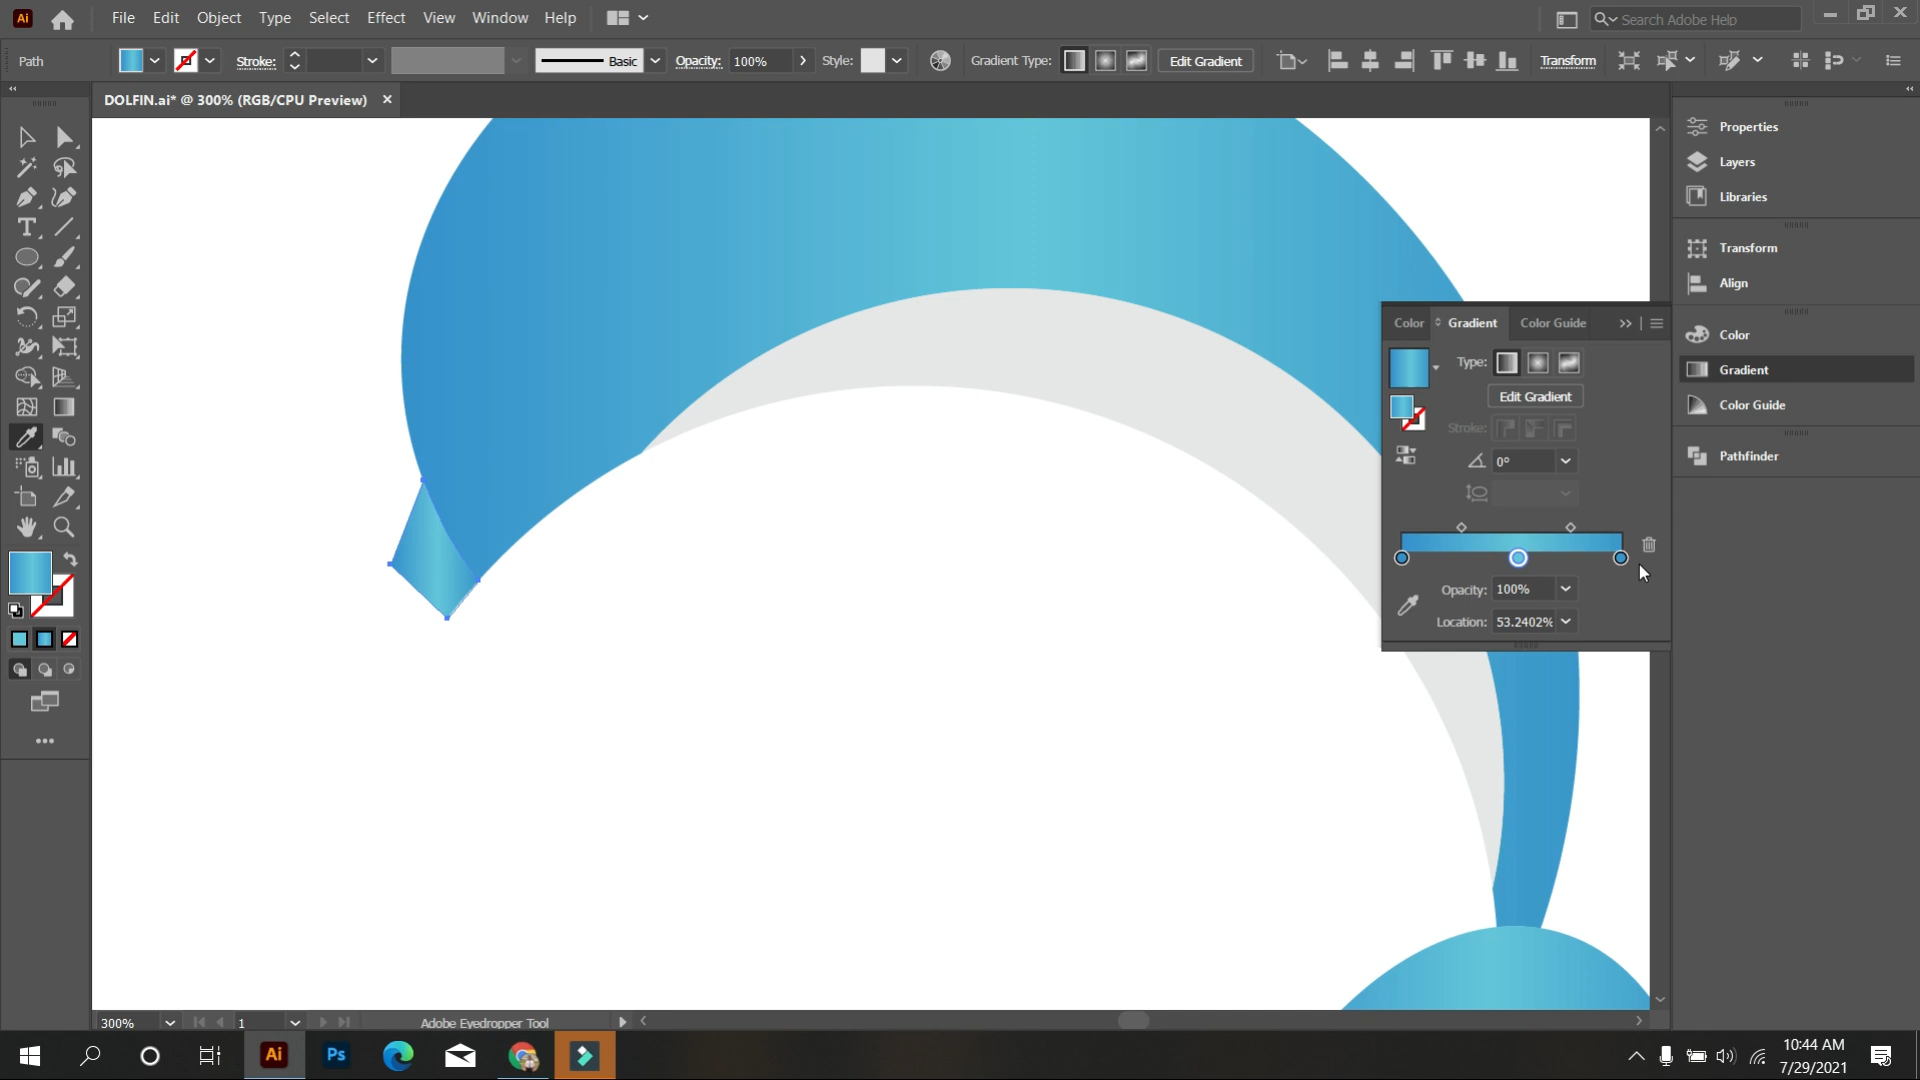 Ai File Edit Object Type Select Effect View Window Help Search Adobe Help
Path Stroke: Basic Opacity: 100% Style: Gradient Type: Edit Gradient Transform
DOLFIN.ai* @ 300% (RGB/CPU Preview)
Properties
Layers
Libraries
Transform
Align
Color
Gradient
Color Guide
Pathfinder
Color Gradient Color Guide
Type:
Edit Gradient
Stroke:
0°
Opacity: 100%
Location: 53.2402%
300% 1 Adobe Eyedropper Tool
Ai Ps 10:44 AM
7/29/2021